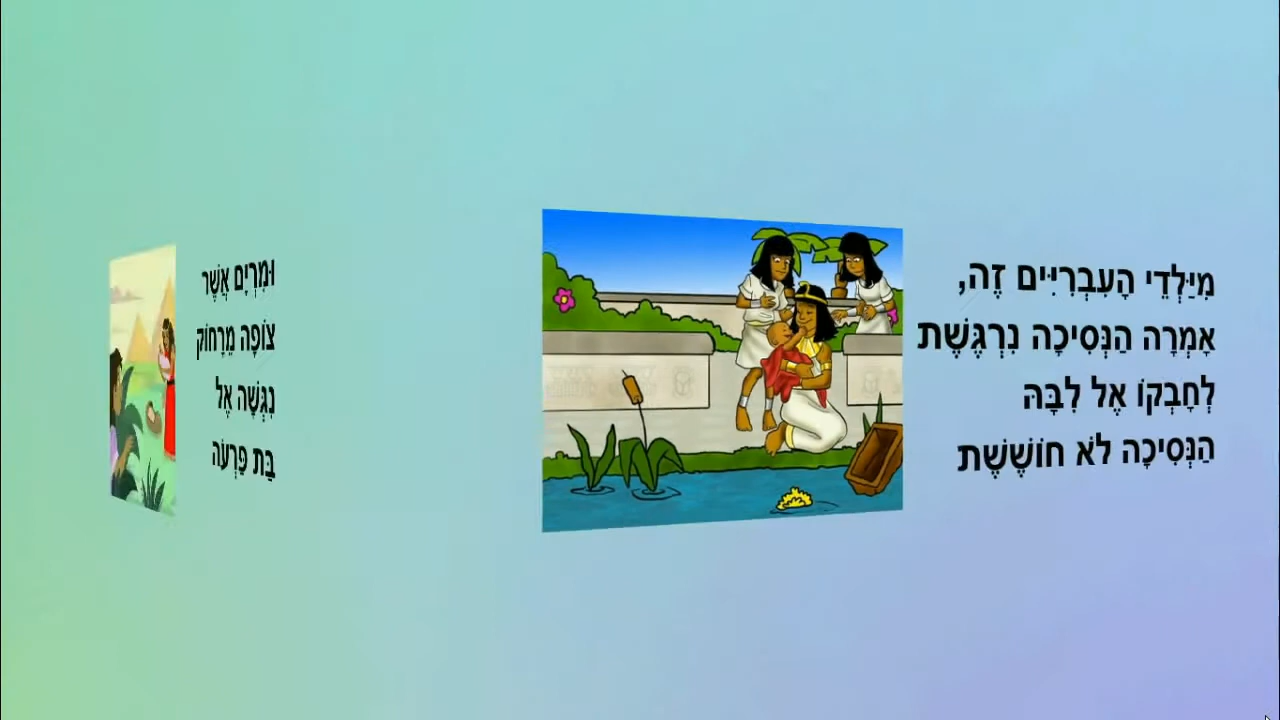 מִיַּלְדֵי הָעִבְרִיִּים זֶה,
אָמְרָה הַנְּסִיכָה נִרְגֶּשֶׁת
לְחָבְקוֹ אֶל לִבָּהּ
הַנְּסִיכָה לֹא חוֹשֶׁשֶׁת
וּמִרְיָם אֲשֶׁר
צוֹפָה מֵרָחוֹק
נִגְּשָׁה אֶל
בַּת פַּרְעֹה